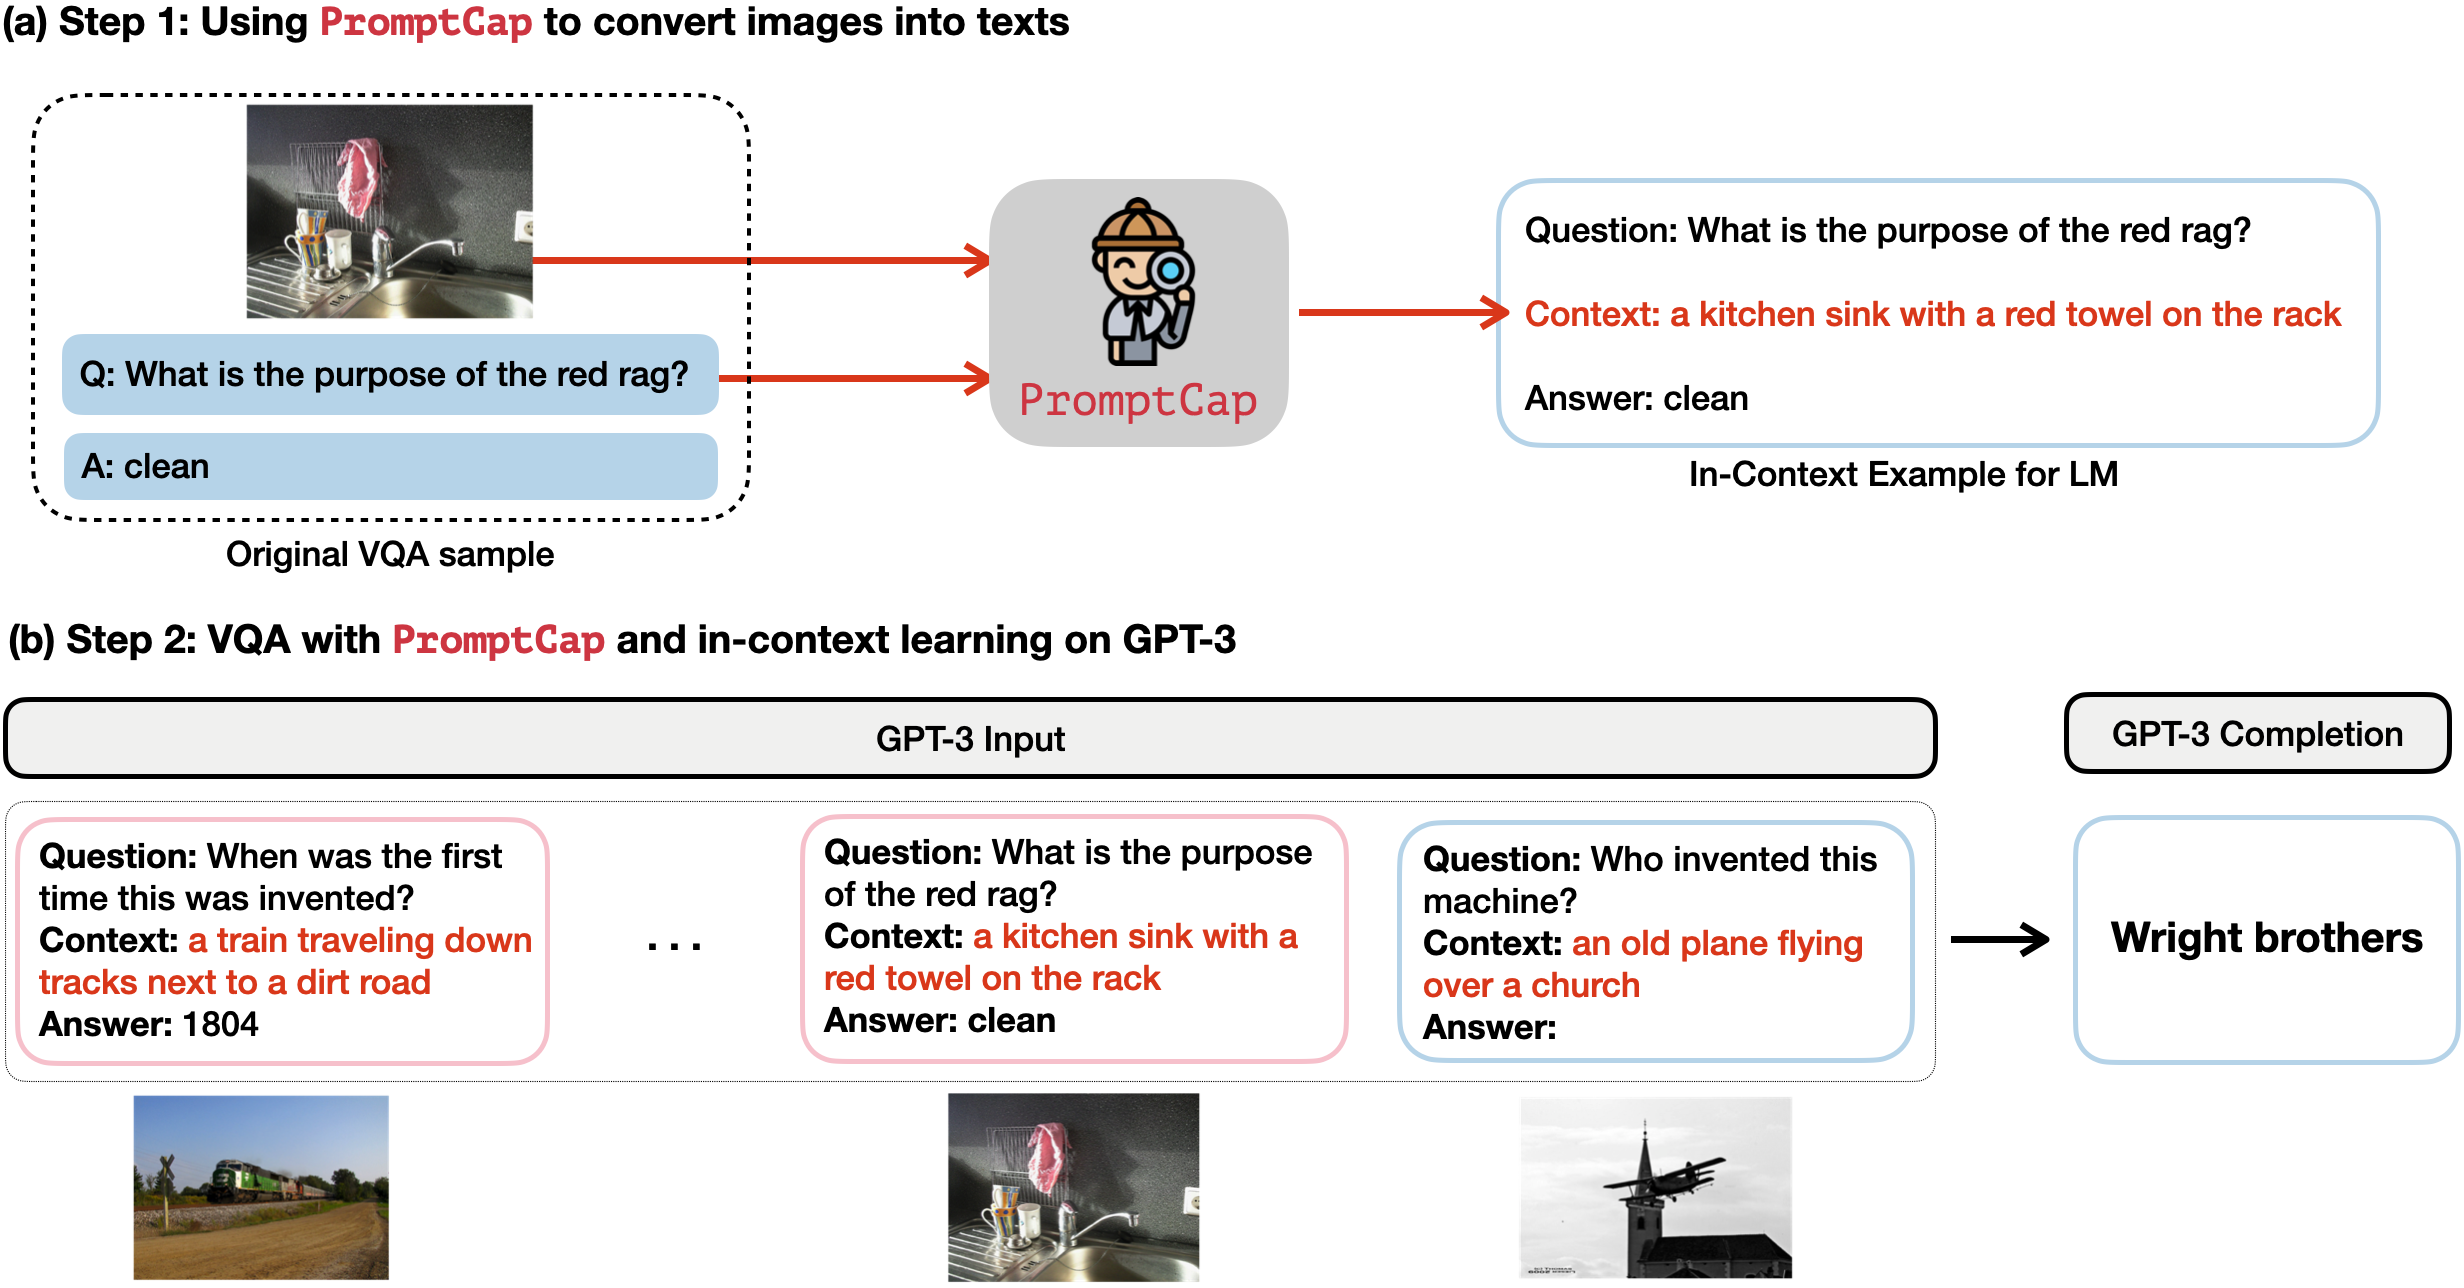 (a) Step 1: Using PromptCap to convert images into texts
Q: What is the purpose of the red rag?
A: clean
Original VQA sample
PromptCap
Question: What is the purpose of the red rag?
Context: a kitchen sink with a red towel on the rack
Answer: clean
In-Context Example for LM
(b) Step 2: VQA with PromptCap and in-context learning on GPT-3
GPT-3 Input
GPT-3 Completion
Question: When was the first
time this was invented?
Context: a train traveling down
tracks next to a dirt road
Answer: 1804
...
Question: What is the purpose
of the red rag?
Context: a kitchen sink with a
red towel on the rack
Answer: clean
Question: Who invented this
machine?
Context: an old plane flying
over a church
Answer:
Wright brothers